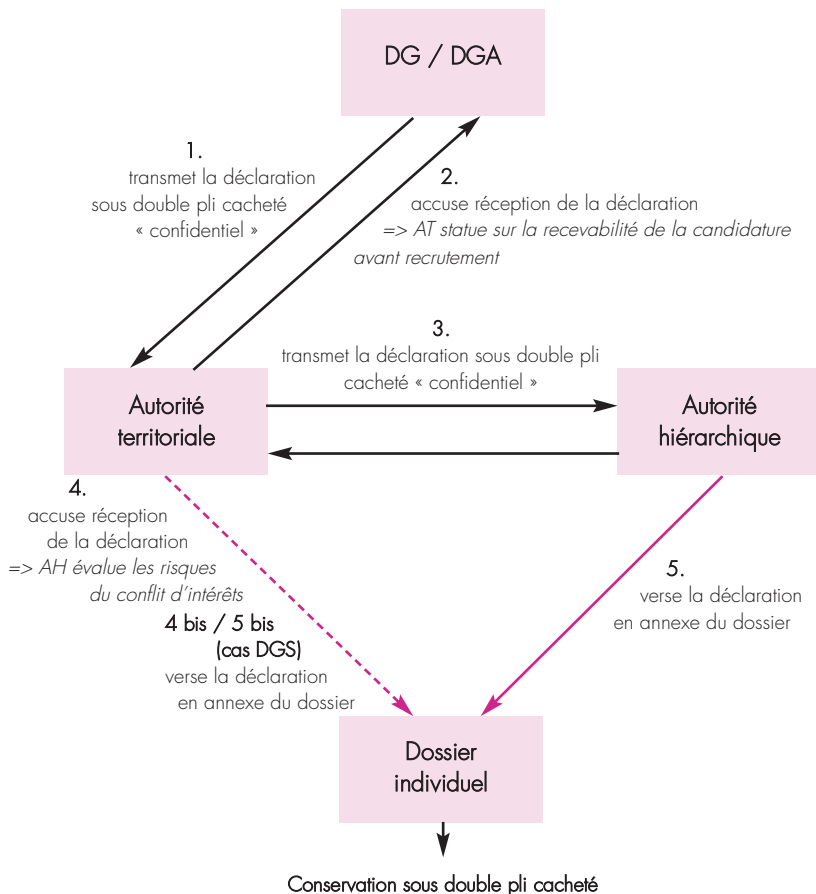 DG / DGA
1.
transmet la déclaration
sous double pli cacheté
« confidentiel »
2.
accuse réception de la déclaration
=> AT statue sur la recevabilité de la candidature
avant recrutement
3.
transmet la déclaration sous double pli
cacheté « confidentiel »
Autorité
territoriale
Autorité
hiérarchique
4.
accuse réception
de la déclaration
=> AH évalue les risques
du conflit d’intérêts
4 bis / 5 bis
(cas DGS)
verse la déclaration
en annexe du dossier
5.
verse la déclaration
en annexe du dossier
Dossier
individuel
Conservation sous double pli cacheté